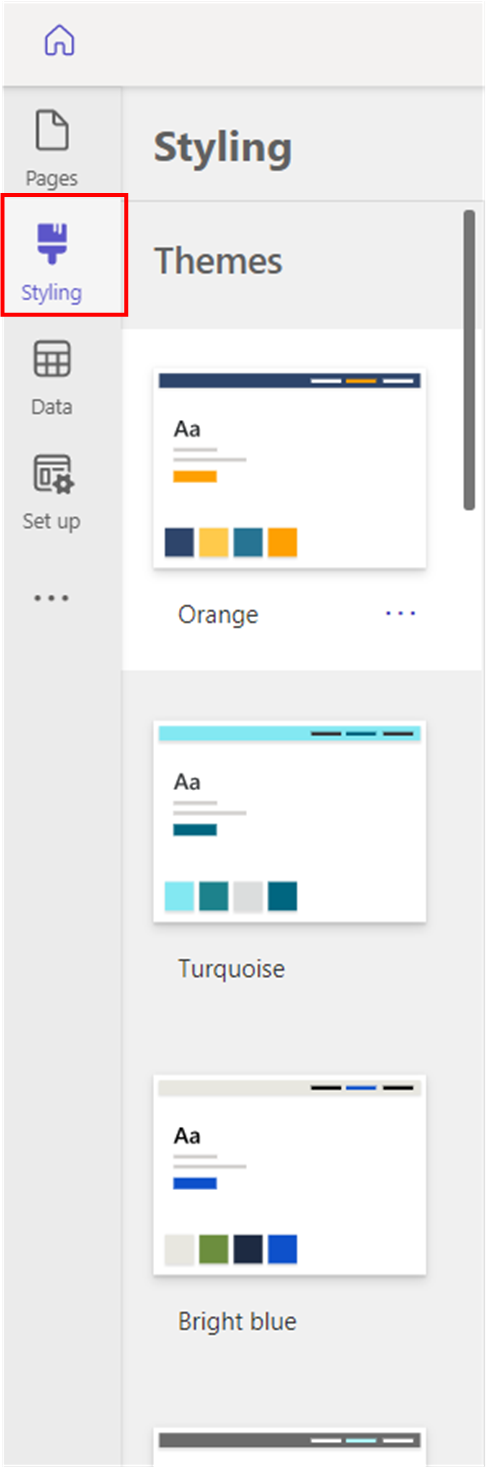 Styling
Pages
Styling
Data
Set up
Themes
Aa
Orange
Aa
Turquoise
Aa
Bright blue